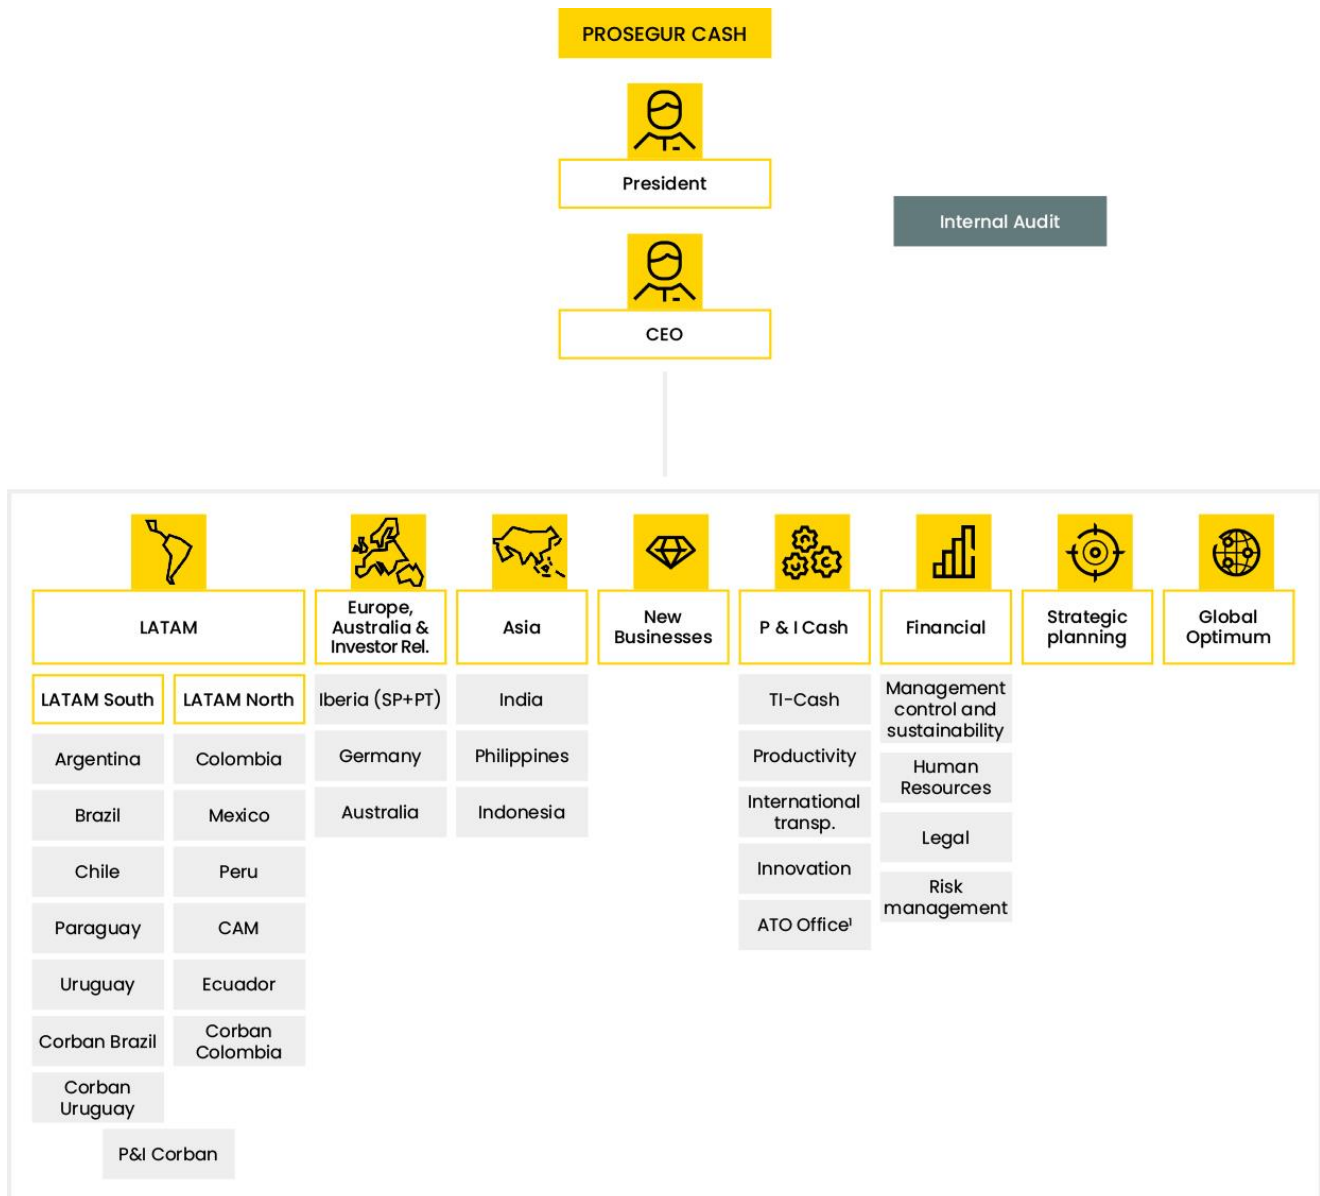 PROSEGUR CASH
President
Internal Audit
CEO
LATAM
Europe,
Australia &
Investor Rel.
Asia
New
Businesses
P & I Cash
Financial
Strategic
planning
Global
Optimum
LATAM South
Argentina
Brazil
Chile
Paraguay
Uruguay
Corban Brazil
Corban
Uruguay
LATAM North
Colombia
Mexico
Peru
CAM
Ecuador
Corban
Colombia
P&I Corban
Iberia (SP+PT)
Germany
Australia
India
Philippines
Indonesia
TI-Cash
Productivity
International
transp.
Innovation
ATO Office¹
Management
control and
sustainability
Human
Resources
Legal
Risk
management